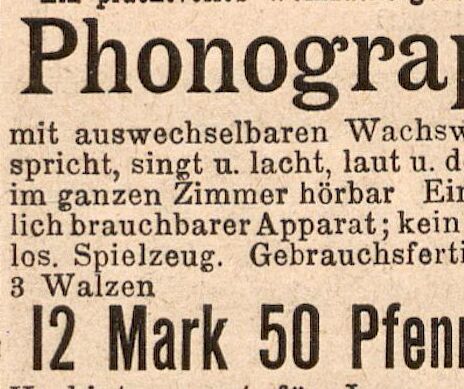 Phonograp
mit auswechselbaren Wachsw
spricht, singt u. lacht, laut u. d
im ganzen Zimmer hörbar Ein
lich brauchbarer Apparat; kein
los. Spielzeug. Gebrauchsferti
3 Walzen
12 Mark 50 Pfenn